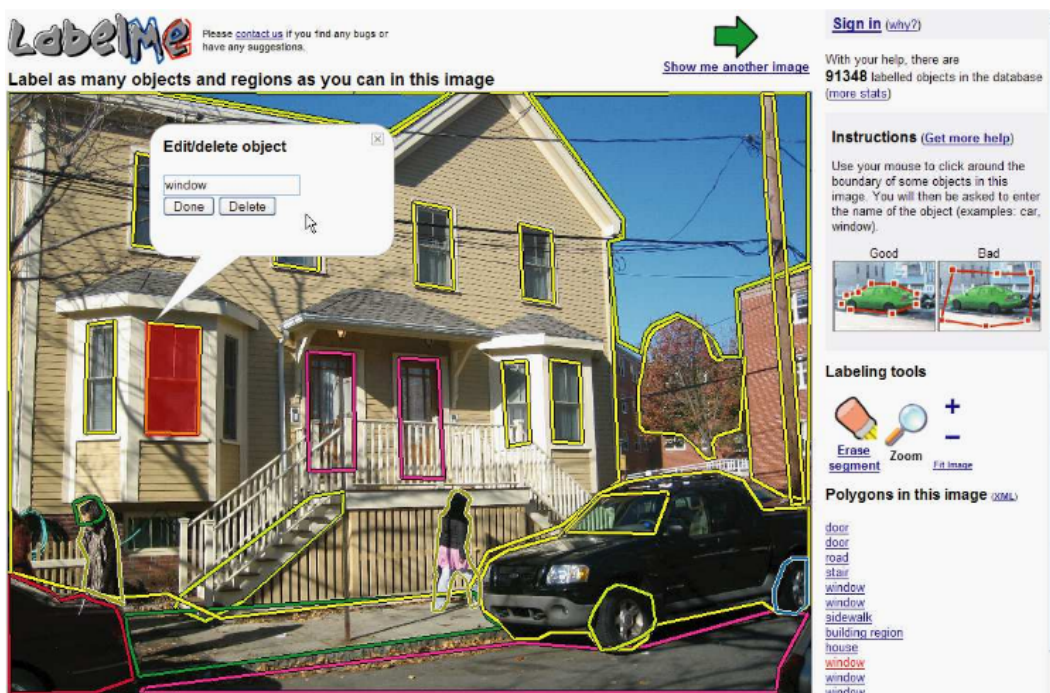 LabelMe
Please contact us if you find any bugs or
have any suggestions.
Show me another image
Label as many objects and regions as you can in this image
Edit/delete object
window
Done Delete
Sign in (why?)
With your help, there are
91348 labelled objects in the database
(more stats)
Instructions (Get more help)
Use your mouse to click around the
boundary of some objects in this
image. You will then be asked to enter
the name of the object (examples: car,
window).
Good Bad
Labeling tools
Erase
segment
Zoom
+
−
Fit Image
Polygons in this image (XML)
door
door
road
stair
window
window
sidewalk
building region
house
window
window
window